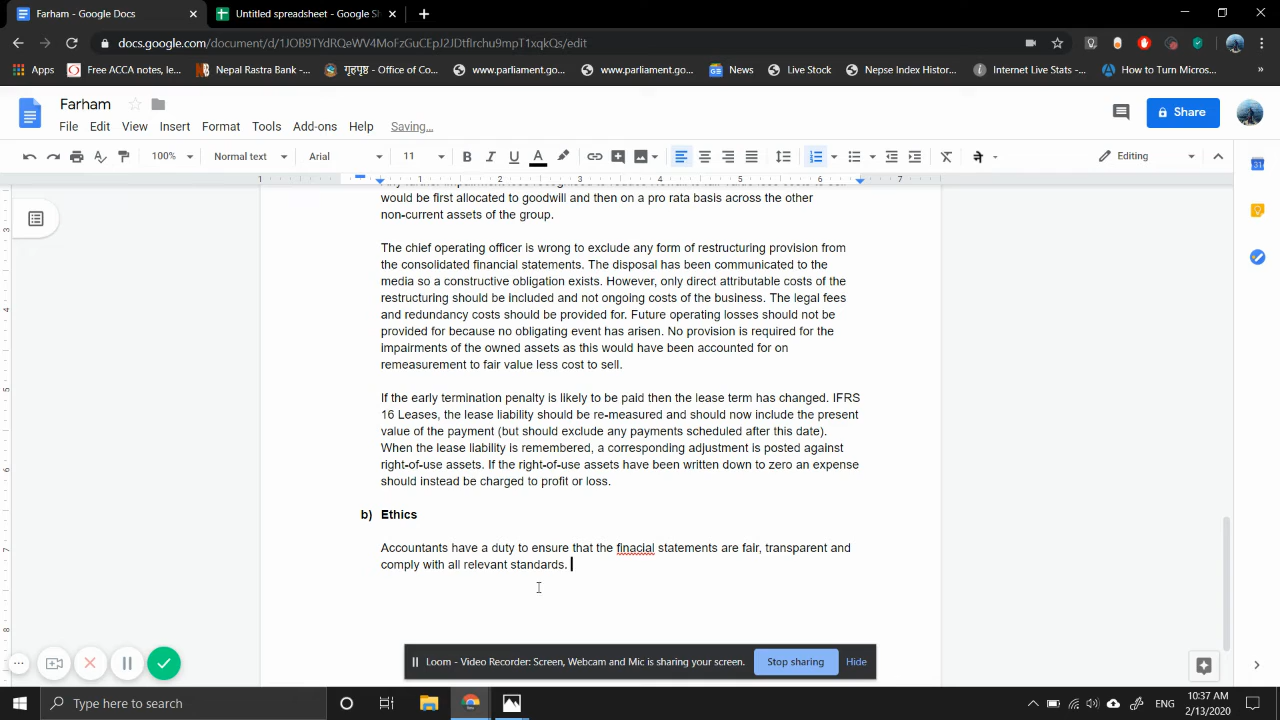 Farham - Google Docs
Untitled spreadsheet - Google Sh
docs.google.com/document/d/1JOB9TYdRQeWV4MoFzGuCEpJ2JDtfIrchu9mpT1xqkQs/edit
Apps
Free ACCA notes, le...
Nepal Rastra Bank -...
गृहपृष्ठ - Office of Co...
www.parliament.go...
www.parliament.go...
News
Live Stock
Nepse Index Histor...
Internet Live Stats -...
How to Turn Micros...
Farham
File Edit View Insert Format Tools Add-ons Help Saving...
Share
100% Normal text Arial 11 Editing
would be first allocated to goodwill and then on a pro rata basis across the other
non-current assets of the group.
The chief operating officer is wrong to exclude any form of restructuring provision from
the consolidated financial statements. The disposal has been communicated to the
media so a constructive obligation exists. However, only direct attributable costs of the
restructuring should be included and not ongoing costs of the business. The legal fees
and redundancy costs should be provided for. Future operating losses should not be
provided for because no obligating event has arisen. No provision is required for the
impairments of the owned assets as this would have been accounted for on
remeasurement to fair value less cost to sell.
If the early termination penalty is likely to be paid then the lease term has changed. IFRS
16 Leases, the lease liability should be re-measured and should now include the present
value of the payment (but should exclude any payments scheduled after this date).
When the lease liability is remembered, a corresponding adjustment is posted against
right-of-use assets. If the right-of-use assets have been written down to zero an expense
should instead be charged to profit or loss.
b) Ethics
Accountants have a duty to ensure that the finacial statements are fair, transparent and
comply with all relevant standards.
Loom - Video Recorder: Screen, Webcam and Mic is sharing your screen.
Stop sharing
Hide
Type here to search
ENG
10:37 AM
2/13/2020